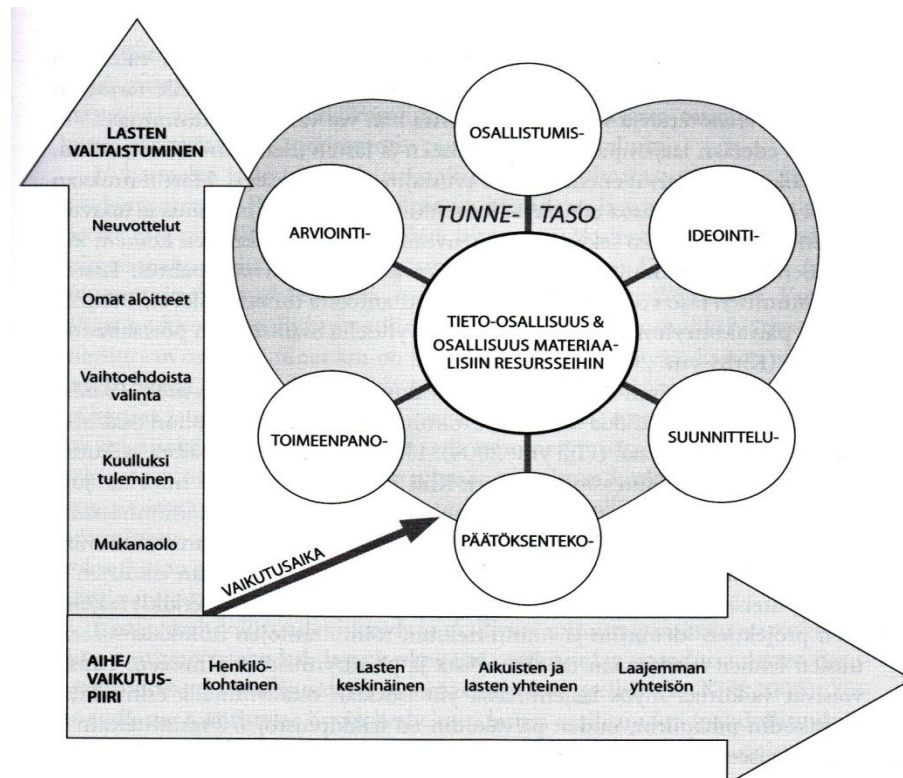 LASTEN
VALTAISTUMINEN
Neuvottelut
Omat aloitteet
Vaihtoehdoista
valinta
Kuulluksi
tuleminen
Mukanaolo
OSALLISTUMIS-
TUNNE- TASO
ARVIOINTI-
IDEOINTI-
TIETO-OSALLISUUS &
OSALLISUUS MATERIAA-
LISIIN RESURSSEIHIN
TOIMEENPANO-
SUUNNITTELU-
PÄÄTÖKSENTEKO-
VAIKUTUSAIKA
AIHE/
VAIKUTUS-
PIIRI
Henkilö-
kohtainen
Lasten
keskinäinen
Aikuisten ja
lasten yhteinen
Laajemman
yhteisön